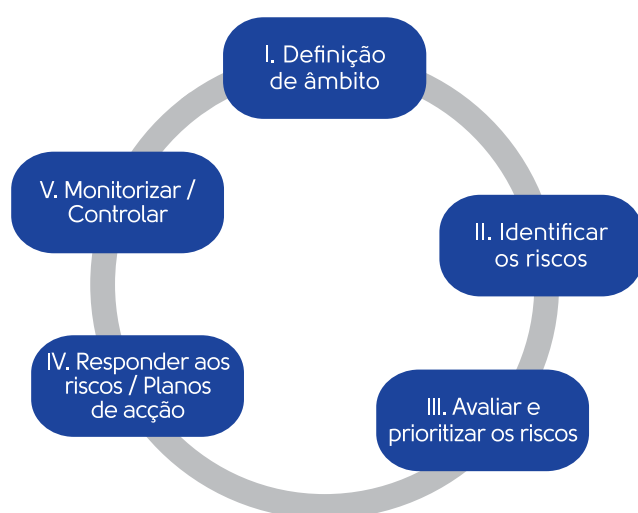 I. Definição
de âmbito
II. Identificar
os riscos
III. Avaliar e
prioritizar os riscos
IV. Responder aos
riscos / Planos
de acção
V. Monitorizar /
Controlar